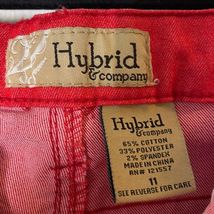 Hybrid
& company
Hybrid
& company
65% COTTON
33% POLYESTER
2% SPANDEX
MADE IN CHINA
RN# 121557
11
SEE REVERSE FOR CARE